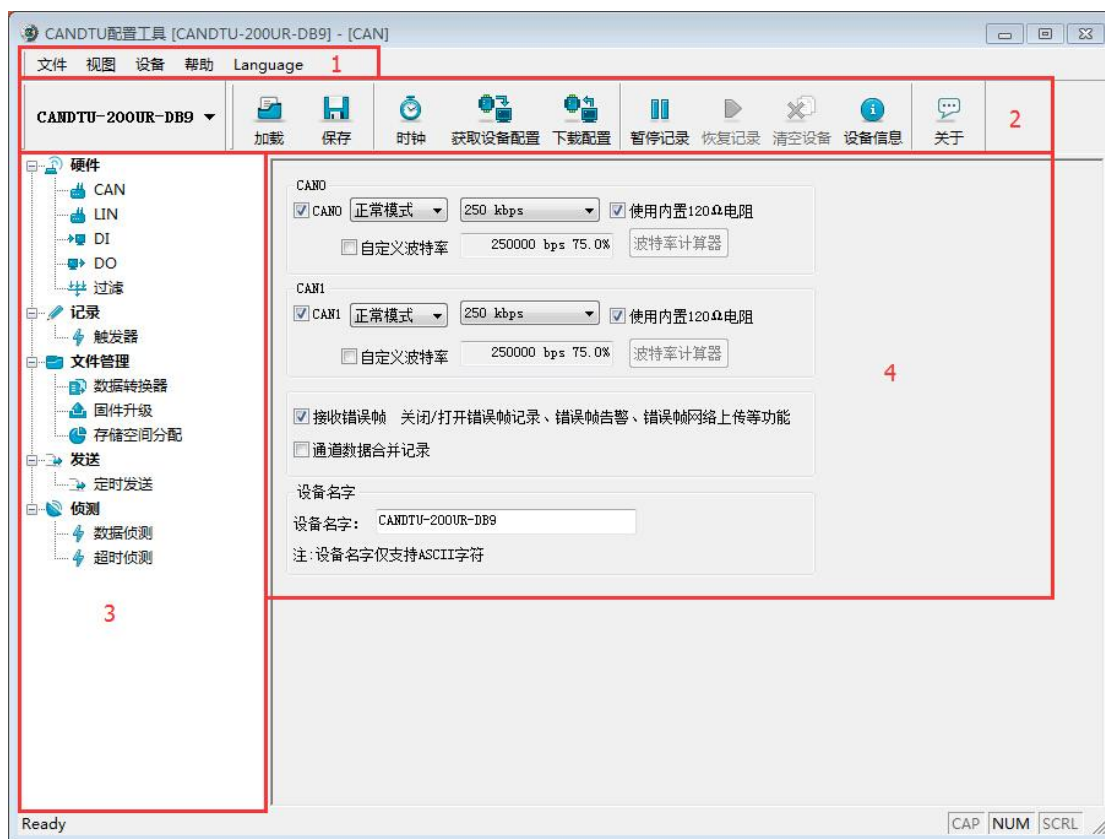 CANDTU配置工具 [CANDTU-200UR-DB9] - [CAN]
文件 视图 设备 帮助 Language 1
CANDTU-200UR-DB9 加载 保存 时钟 获取设备配置 下载配置 暂停记录 恢复记录 清空设备 设备信息 关于 2
硬件
CAN
LIN
DI
DO
过滤
记录
触发器
文件管理
数据转换器
固件升级
存储空间分配
发送
定时发送
侦测
数据侦测
超时侦测
3
CAN0
CAN0 正常模式 250 kbps 使用内置120Ω电阻
自定义波特率 250000 bps 75.0% 波特率计算器
CAN1
CAN1 正常模式 250 kbps 使用内置120Ω电阻
自定义波特率 250000 bps 75.0% 波特率计算器
4
接收错误帧 关闭/打开错误帧记录、错误帧告警、错误帧网络上传等功能
通道数据合并记录
设备名字
设备名字: CANDTU-200UR-DB9
注:设备名字仅支持ASCII字符
Ready CAP NUM SCRL